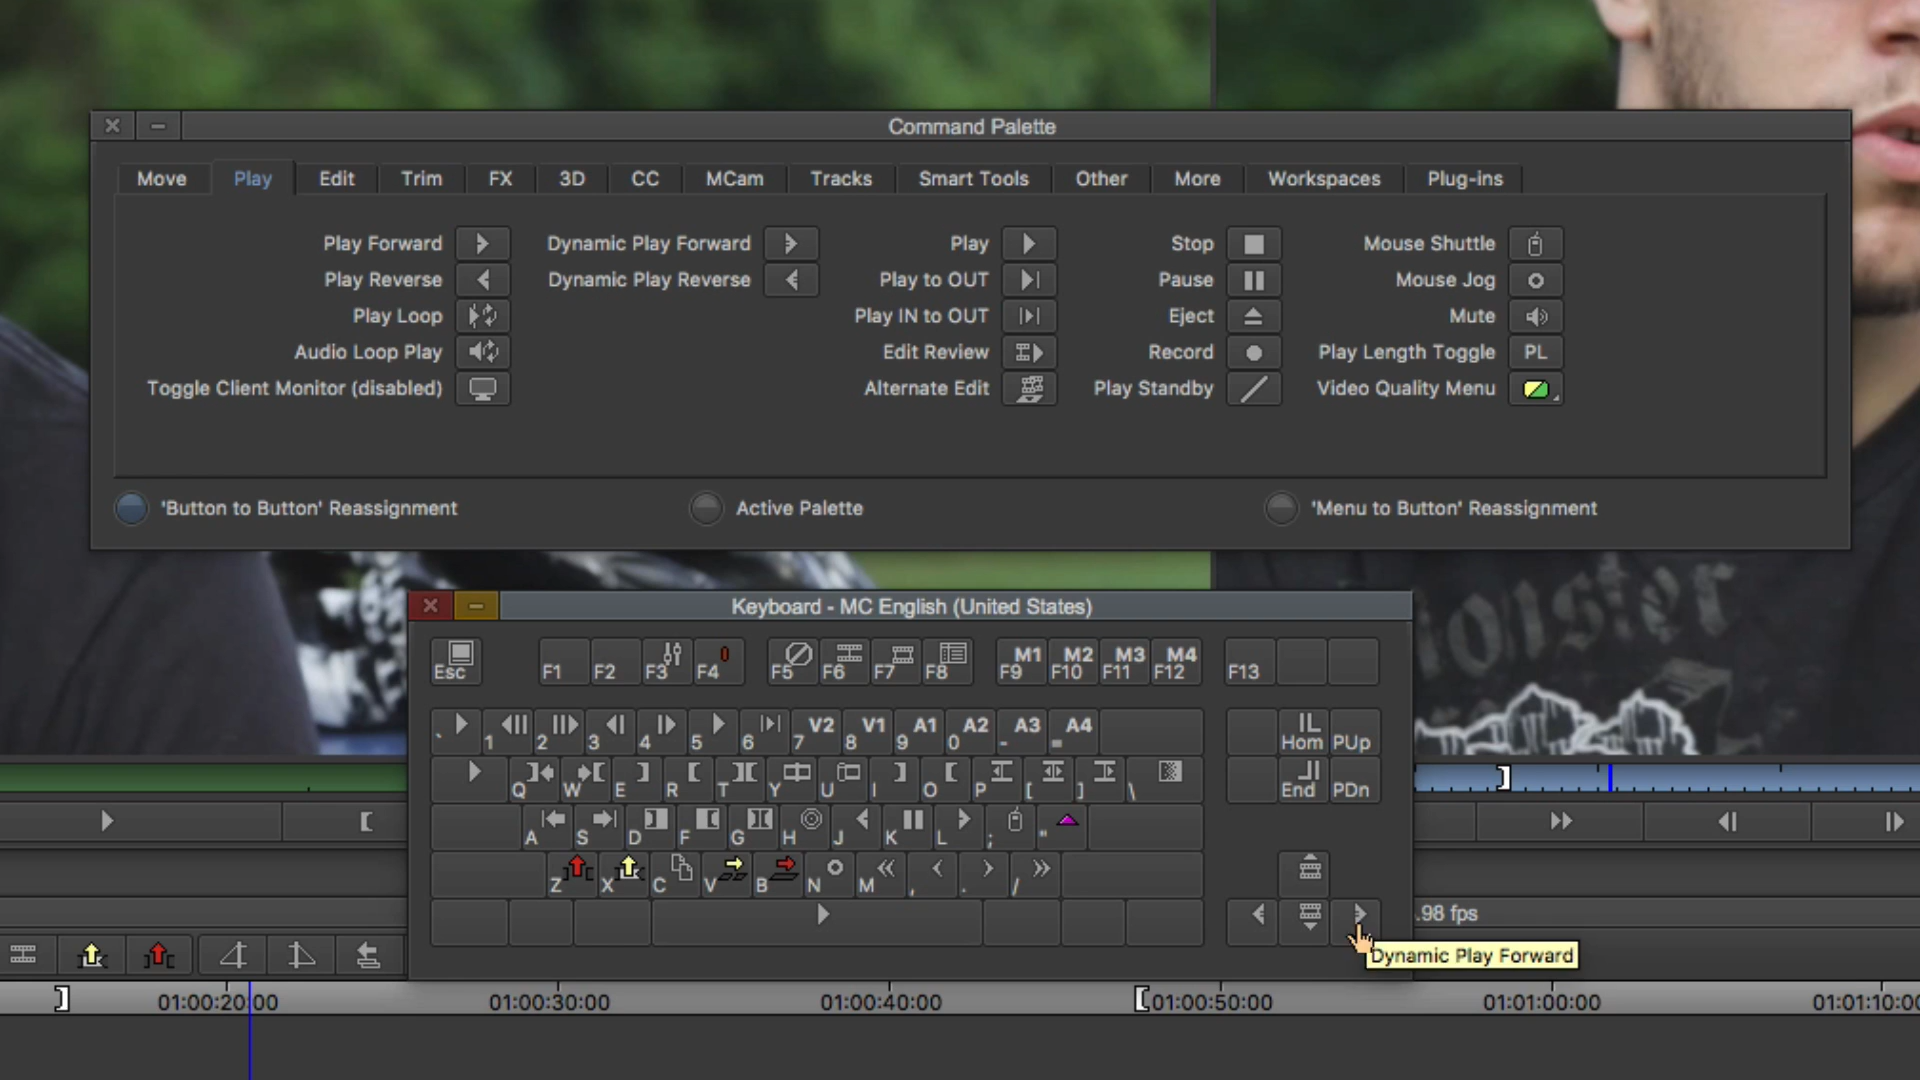 Command Palette
Move Play Edit Trim FX 3D CC MCam Tracks Smart Tools Other More Workspaces Plug-ins
Play Forward Dynamic Play Forward Play Stop Mouse Shuttle
Play Reverse Dynamic Play Reverse Play to OUT Pause Mouse Jog
Play Loop Play IN to OUT Eject Mute
Audio Loop Play Edit Review Record Play Length Toggle PL
Toggle Client Monitor (disabled) Alternate Edit Play Standby Video Quality Menu
'Button to Button' Reassignment Active Palette 'Menu to Button' Reassignment
Keyboard - MC English (United States)
M1 M2 M3 M4
Esc F1 F2 F3 F4 F5 F6 F7 F8 F9 F10 F11 F12 F13
V2 V1 A1 A2 A3 A4
` 1 2 3 4 5 6 7 8 9 0 - = Hom PUp
Q W E R T Y U I O P [ ] \ End PDn
A S D F G H J K L ; "
Z X C V B N M , . /
.98 fps
Dynamic Play Forward
01:00:20:00 01:00:30:00 01:00:40:00 01:00:50:00 01:01:00:00 01:01:10:00